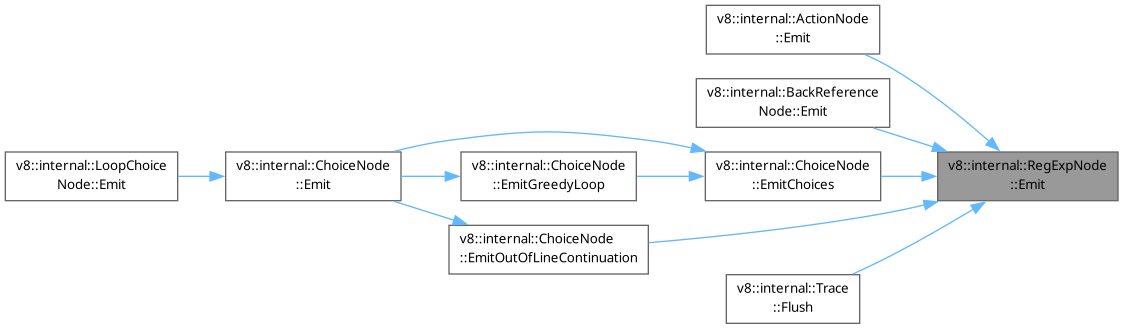 v8::internal::ActionNode
::Emit
v8::internal::BackReference
Node::Emit
v8::internal::LoopChoice
Node::Emit
v8::internal::ChoiceNode
::Emit
v8::internal::ChoiceNode
::EmitGreedyLoop
v8::internal::ChoiceNode
::EmitChoices
v8::internal::RegExpNode
::Emit
v8::internal::ChoiceNode
::EmitOutOfLineContinuation
v8::internal::Trace
::Flush